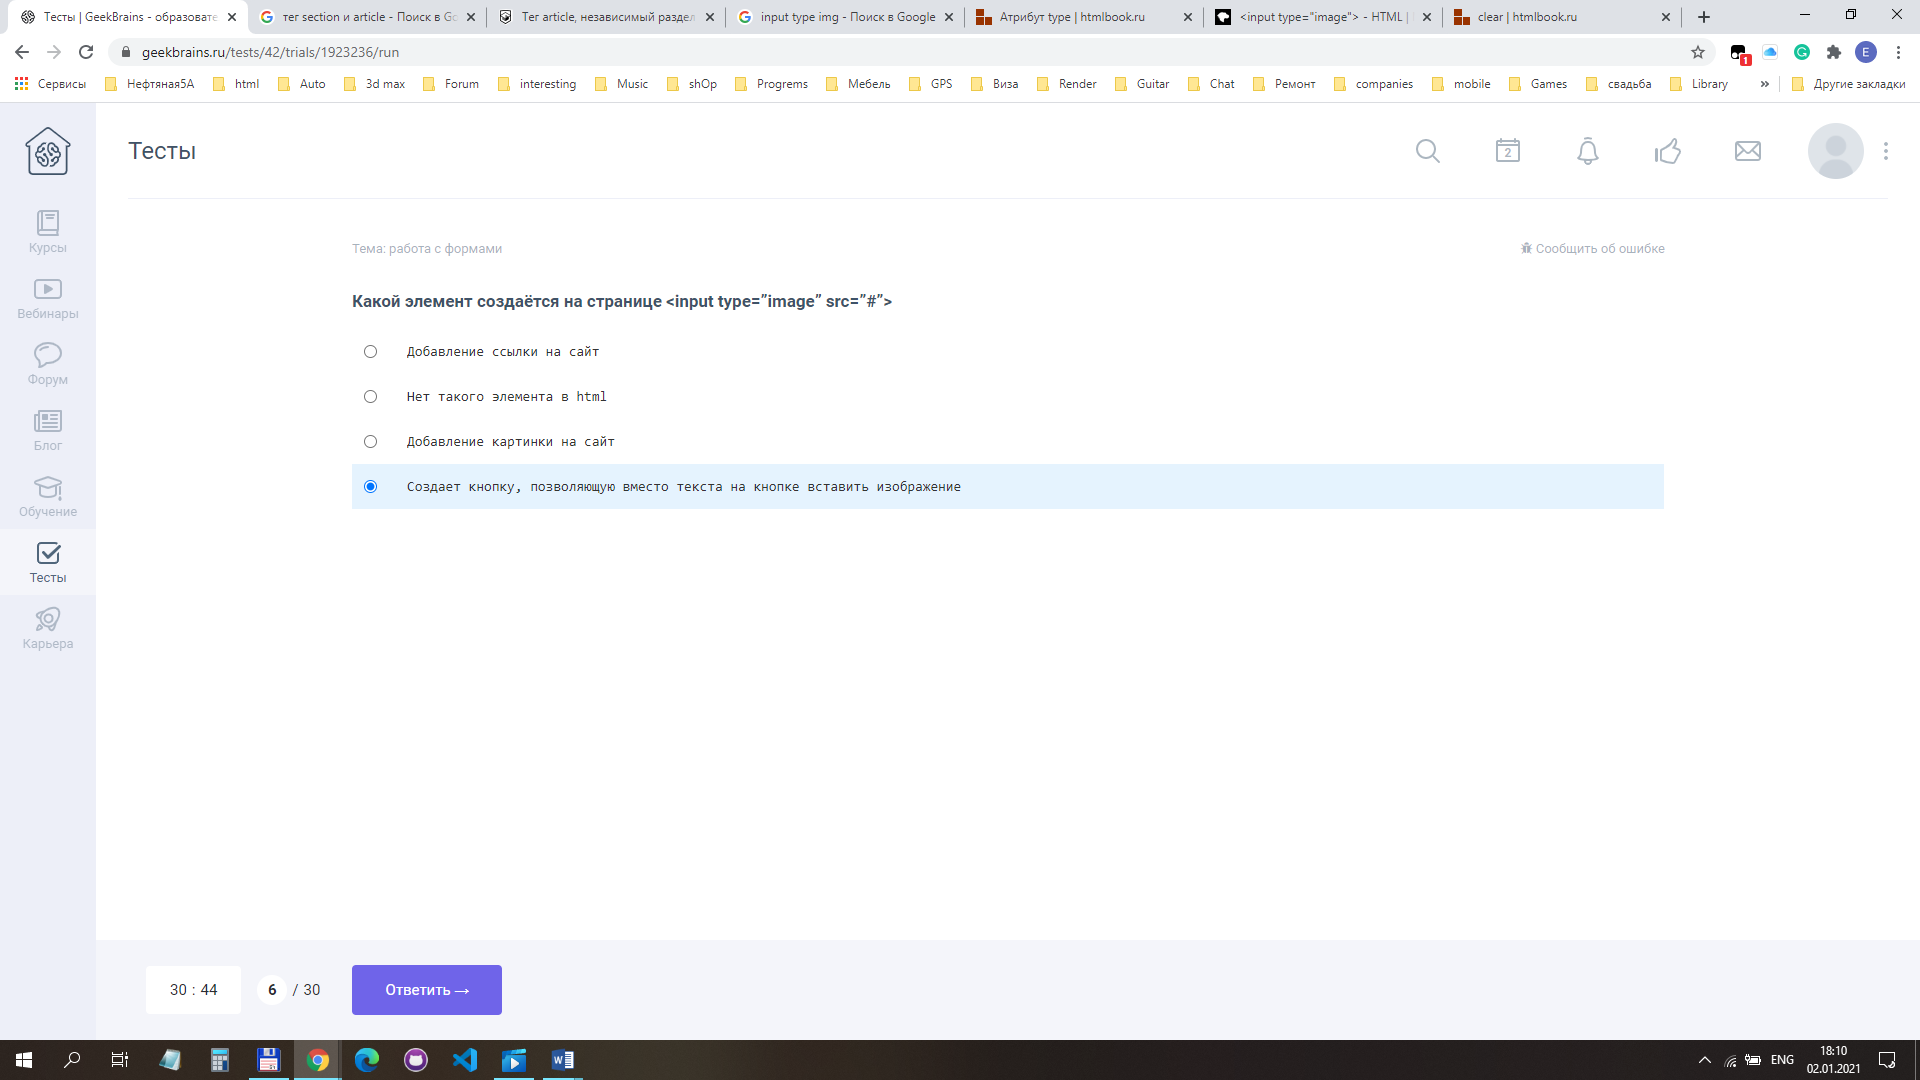 Тесты | GeekBrains - образовате
тег section и article - Поиск в Go
Тег article, независимый раздел
input type img - Поиск в Google
Атрибут type | htmlbook.ru
<input type="image"> - HTML |
clear | htmlbook.ru
geekbrains.ru/tests/42/trials/1923236/run
1
E
Сервисы
Нефтяная5А
html
Auto
3d max
Forum
interesting
Music
shOp
Progrems
Мебель
GPS
Виза
Render
Guitar
Chat
Ремонт
companies
mobile
Games
свадьба
Library
»
Другие закладки
Тесты
2
Курсы
Вебинары
Форум
Блог
Обучение
Тесты
Карьера
Тема: работа с формами
Сообщить об ошибке
Какой элемент создаётся на странице <input type=”image” src=”#”>
Добавление ссылки на сайт
Нет такого элемента в html
Добавление картинки на сайт
Создает кнопку, позволяющую вместо текста на кнопке вставить изображение
30 : 44
6 / 30
Ответить →
ENG
18:10
02.01.2021